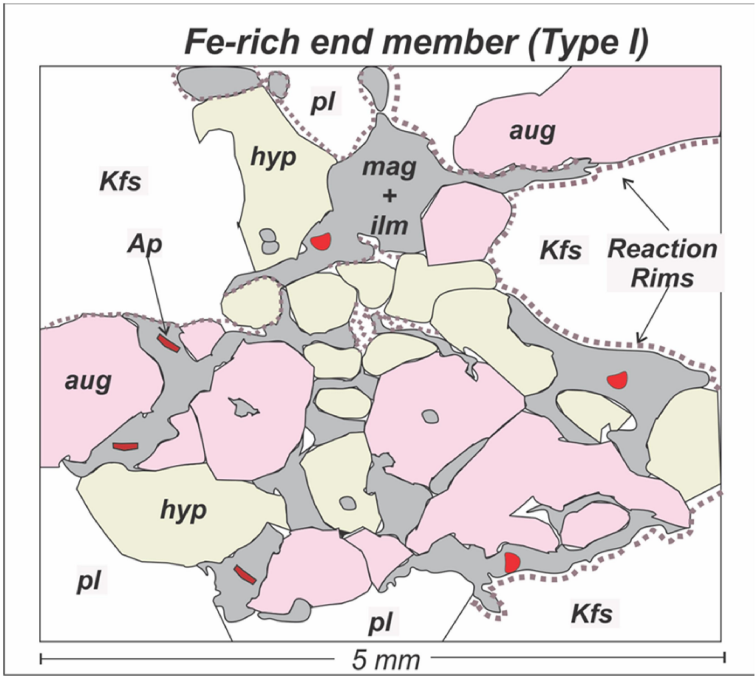 Fe-rich end member (Type I)
pl
aug
hyp
mag
+
ilm
Kfs
Ap
Kfs
Reaction
Rims
aug
hyp
pl
pl
Kfs
5 mm